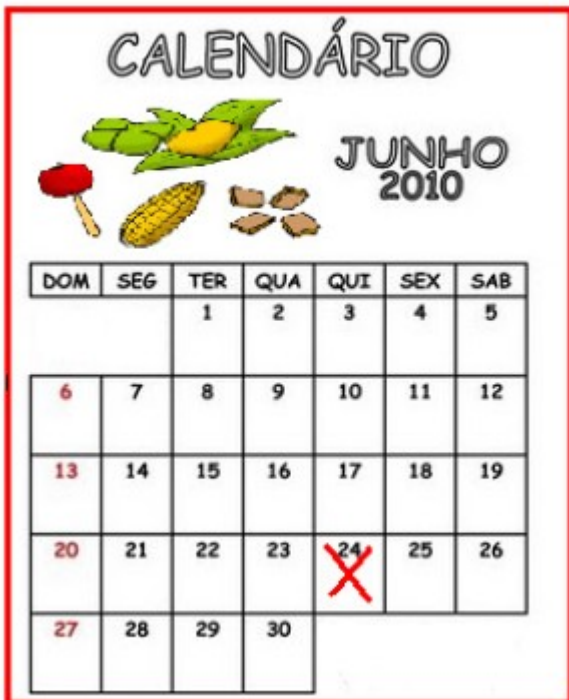 CALENDÁRIO
JUNHO
2010
DOM SEG TER QUA QUI SEX SAB
1 2 3 4 5
6 7 8 9 10 11 12
13 14 15 16 17 18 19
20 21 22 23 24 25 26
27 28 29 30